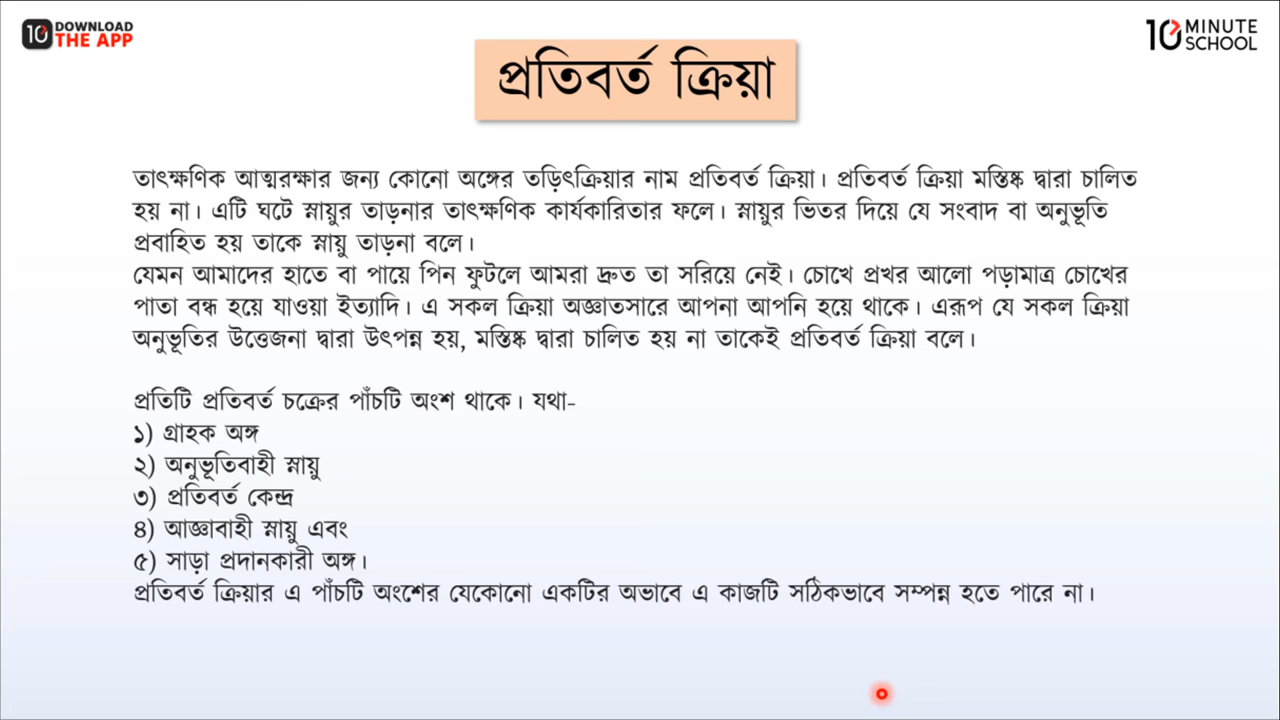 DOWNLOAD
THE APP
10 MINUTE
SCHOOL
প্রতিবর্ত ক্রিয়া
তাৎক্ষণিক আত্মরক্ষার জন্য কোনো অঙ্গের তড়িৎক্রিয়ার নাম প্রতিবর্ত ক্রিয়া। প্রতিবর্ত ক্রিয়া মস্তিষ্ক দ্বারা চালিত
হয় না। এটি ঘটে স্নায়ুর তাড়নার তাৎক্ষণিক কার্যকারিতার ফলে। স্নায়ুর ভিতর দিয়ে যে সংবাদ বা অনুভূতি
প্রবাহিত হয় তাকে স্নায়ু তাড়না বলে।
যেমন আমাদের হাতে বা পায়ে পিন ফুটলে আমরা দ্রুত তা সরিয়ে নেই। চোখে প্রখর আলো পড়ামাত্র চোখের
পাতা বন্ধ হয়ে যাওয়া ইত্যাদি। এ সকল ক্রিয়া অজ্ঞাতসারে আপনা আপনি হয়ে থাকে। এরূপ যে সকল ক্রিয়া
অনুভূতির উত্তেজনা দ্বারা উৎপন্ন হয়, মস্তিষ্ক দ্বারা চালিত হয় না তাকেই প্রতিবর্ত ক্রিয়া বলে।
প্রতিটি প্রতিবর্ত চক্রের পাঁচটি অংশ থাকে। যথা-
১) গ্রাহক অঙ্গ
২) অনুভূতিবাহী স্নায়ু
৩) প্রতিবর্ত কেন্দ্র
৪) আজ্ঞাবাহী স্নায়ু এবং
৫) সাড়া প্রদানকারী অঙ্গ।
প্রতিবর্ত ক্রিয়ার এ পাঁচটি অংশের যেকোনো একটির অভাবে এ কাজটি সঠিকভাবে সম্পন্ন হতে পারে না।